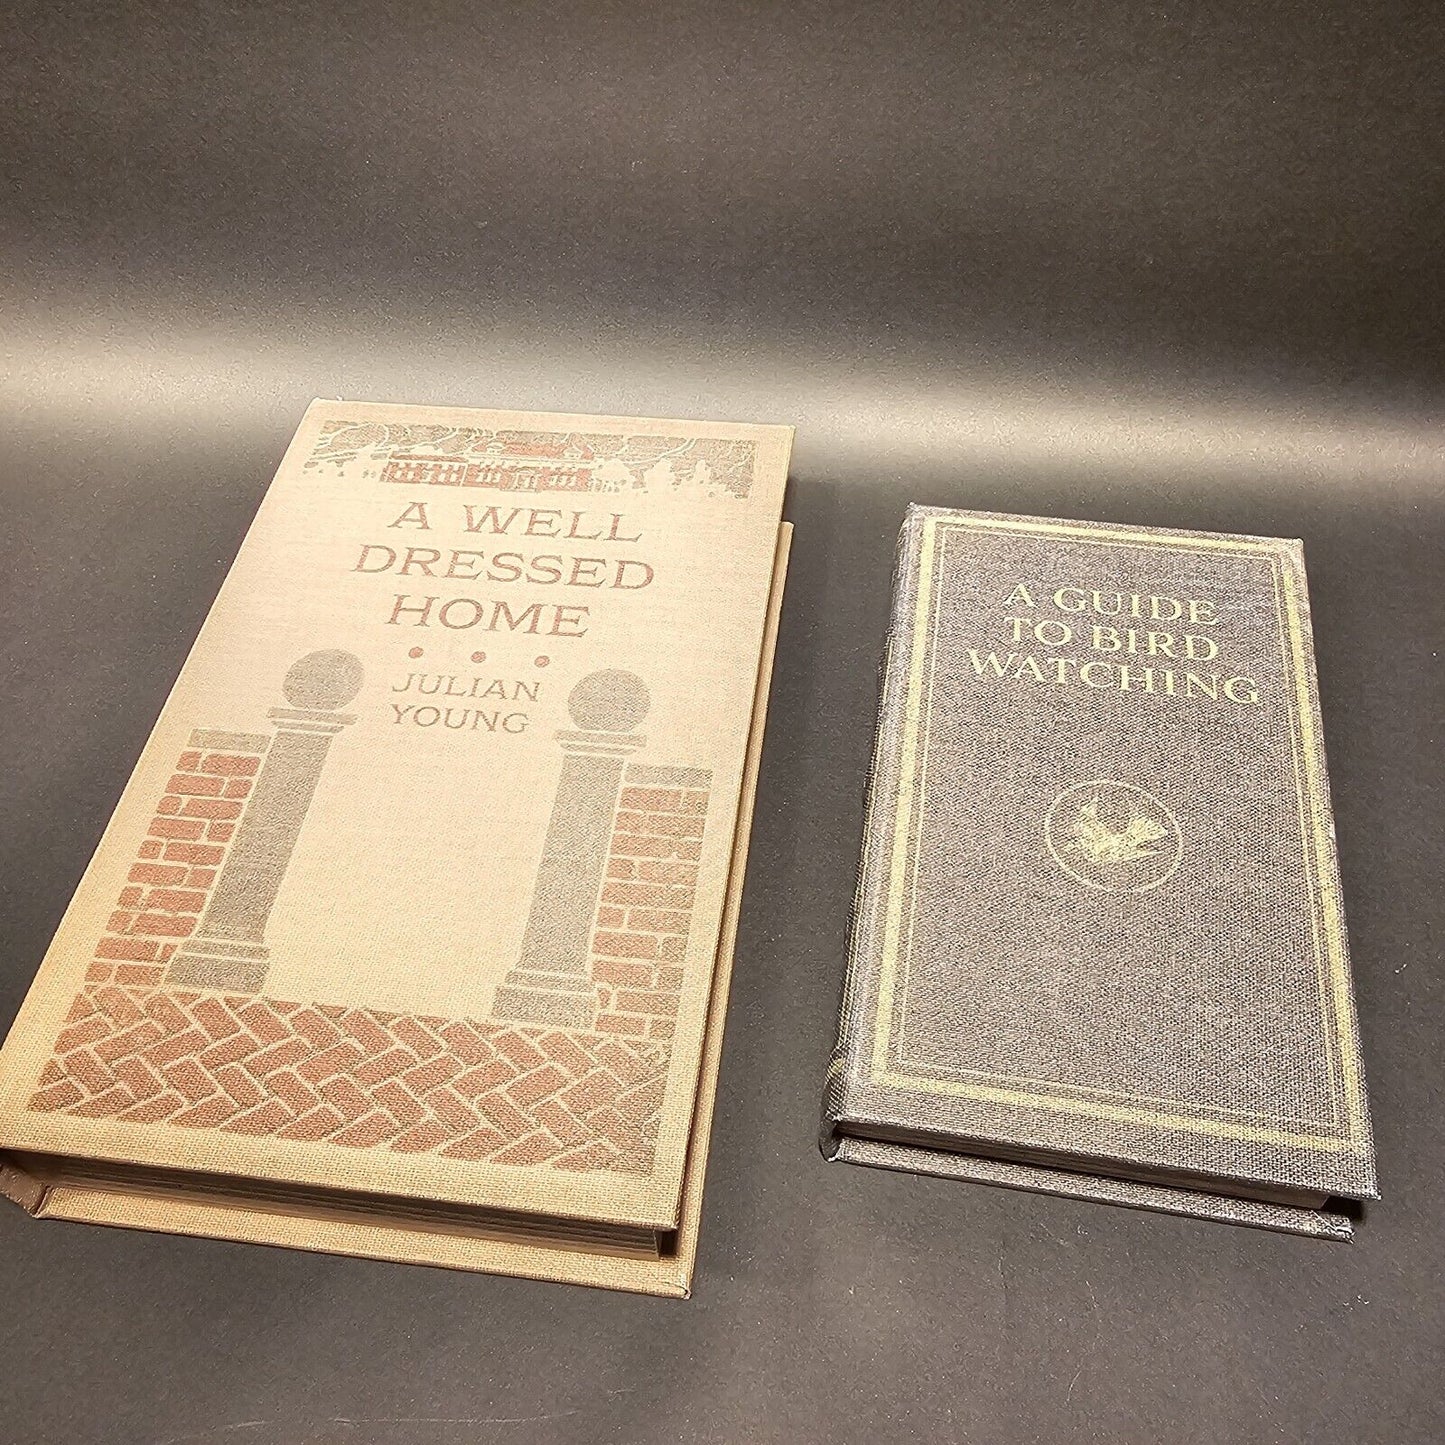 A WELL
DRESSED
HOME
JULIAN
YOUNG
A GUIDE
TO BIRD
WATCHING